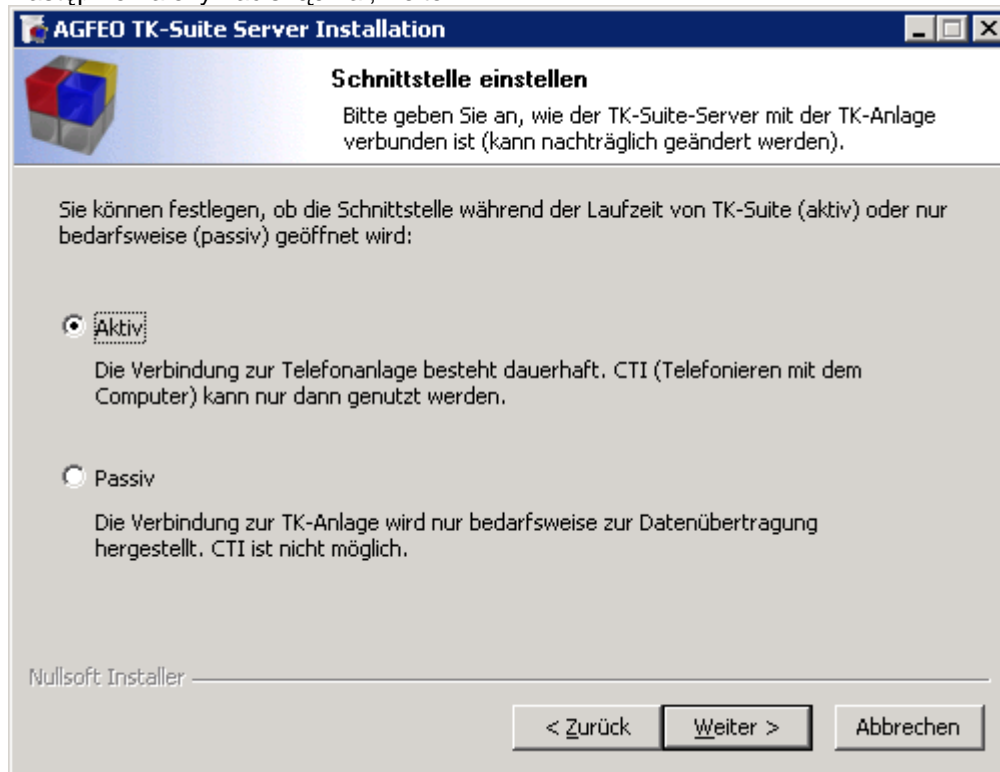 AGFEO TK-Suite Server Installation
Schnittstelle einstellen
Bitte geben Sie an, wie der TK-Suite-Server mit der TK-Anlage
verbunden ist (kann nachträglich geändert werden).
Sie können festlegen, ob die Schnittstelle während der Laufzeit von TK-Suite (aktiv) oder nur
bedarfsweise (passiv) geöffnet wird:
Aktiv
Die Verbindung zur Telefonanlage besteht dauerhaft. CTI (Telefonieren mit dem
Computer) kann nur dann genutzt werden.
Passiv
Die Verbindung zur TK-Anlage wird nur bedarfsweise zur Datenübertragung
hergestellt. CTI ist nicht möglich.
Nullsoft Installer
< Zurück Weiter > Abbrechen